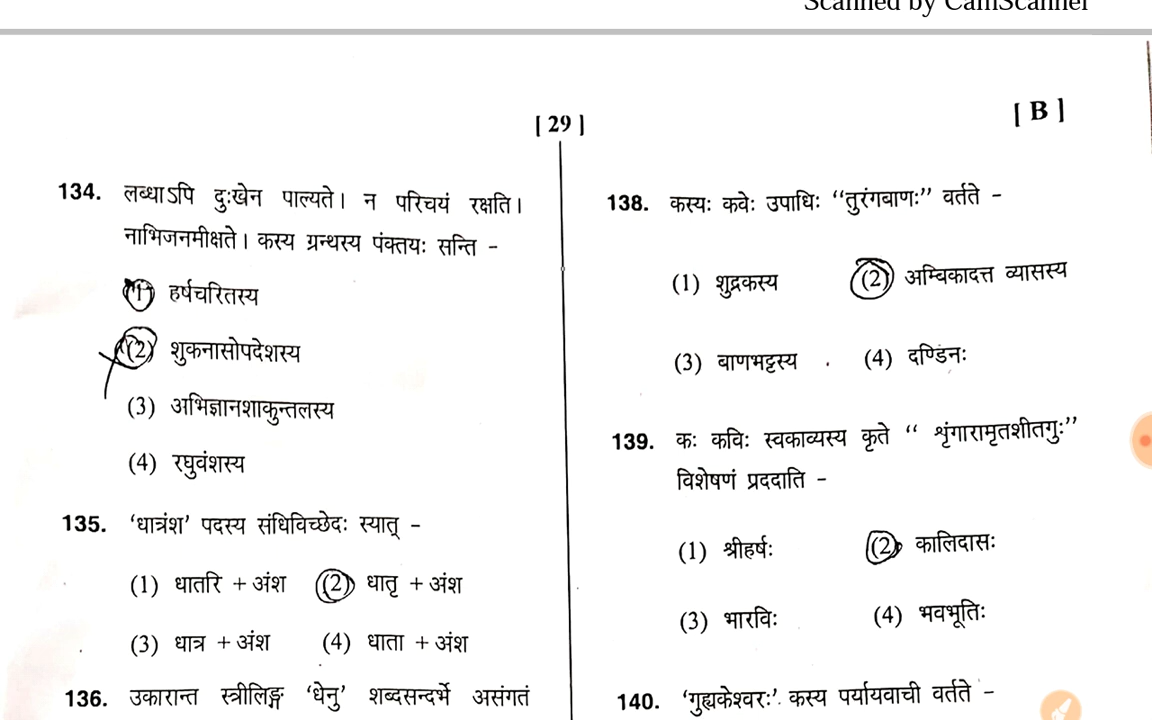 Scanned by CamScanner
[ 29 ]
[ B ]
134. लब्धाऽपि दुःखेन पाल्यते। न परिचयं रक्षति।
नाभिजनमीक्षते। कस्य ग्रन्थस्य पंक्तयः सन्ति -
(1) हर्षचरितस्य
(2) शुकनासोपदेशस्य
(3) अभिज्ञानशाकुन्तलस्य
(4) रघुवंशस्य
135. 'धात्रंश' पदस्य संधिविच्छेदः स्यात् -
(1) धातरि + अंश (2) धातृ + अंश
(3) धात्र + अंश (4) धाता + अंश
136. उकारान्त स्त्रीलिङ्ग 'धेनु' शब्दसन्दर्भे असंगतं
138. कस्यः कवेः उपाधिः "तुरंगबाणः" वर्तते -
(1) शुद्रकस्य (2) अम्बिकादत्त व्यासस्य
(3) बाणभट्टस्य (4) दण्डिनः
139. कः कविः स्वकाव्यस्य कृते " शृंगारामृतशीतगुः"
विशेषणं प्रददाति -
(1) श्रीहर्षः (2) कालिदासः
(3) भारविः (4) भवभूतिः
140. 'गुह्यकेश्वरः' कस्य पर्यायवाची वर्तते -